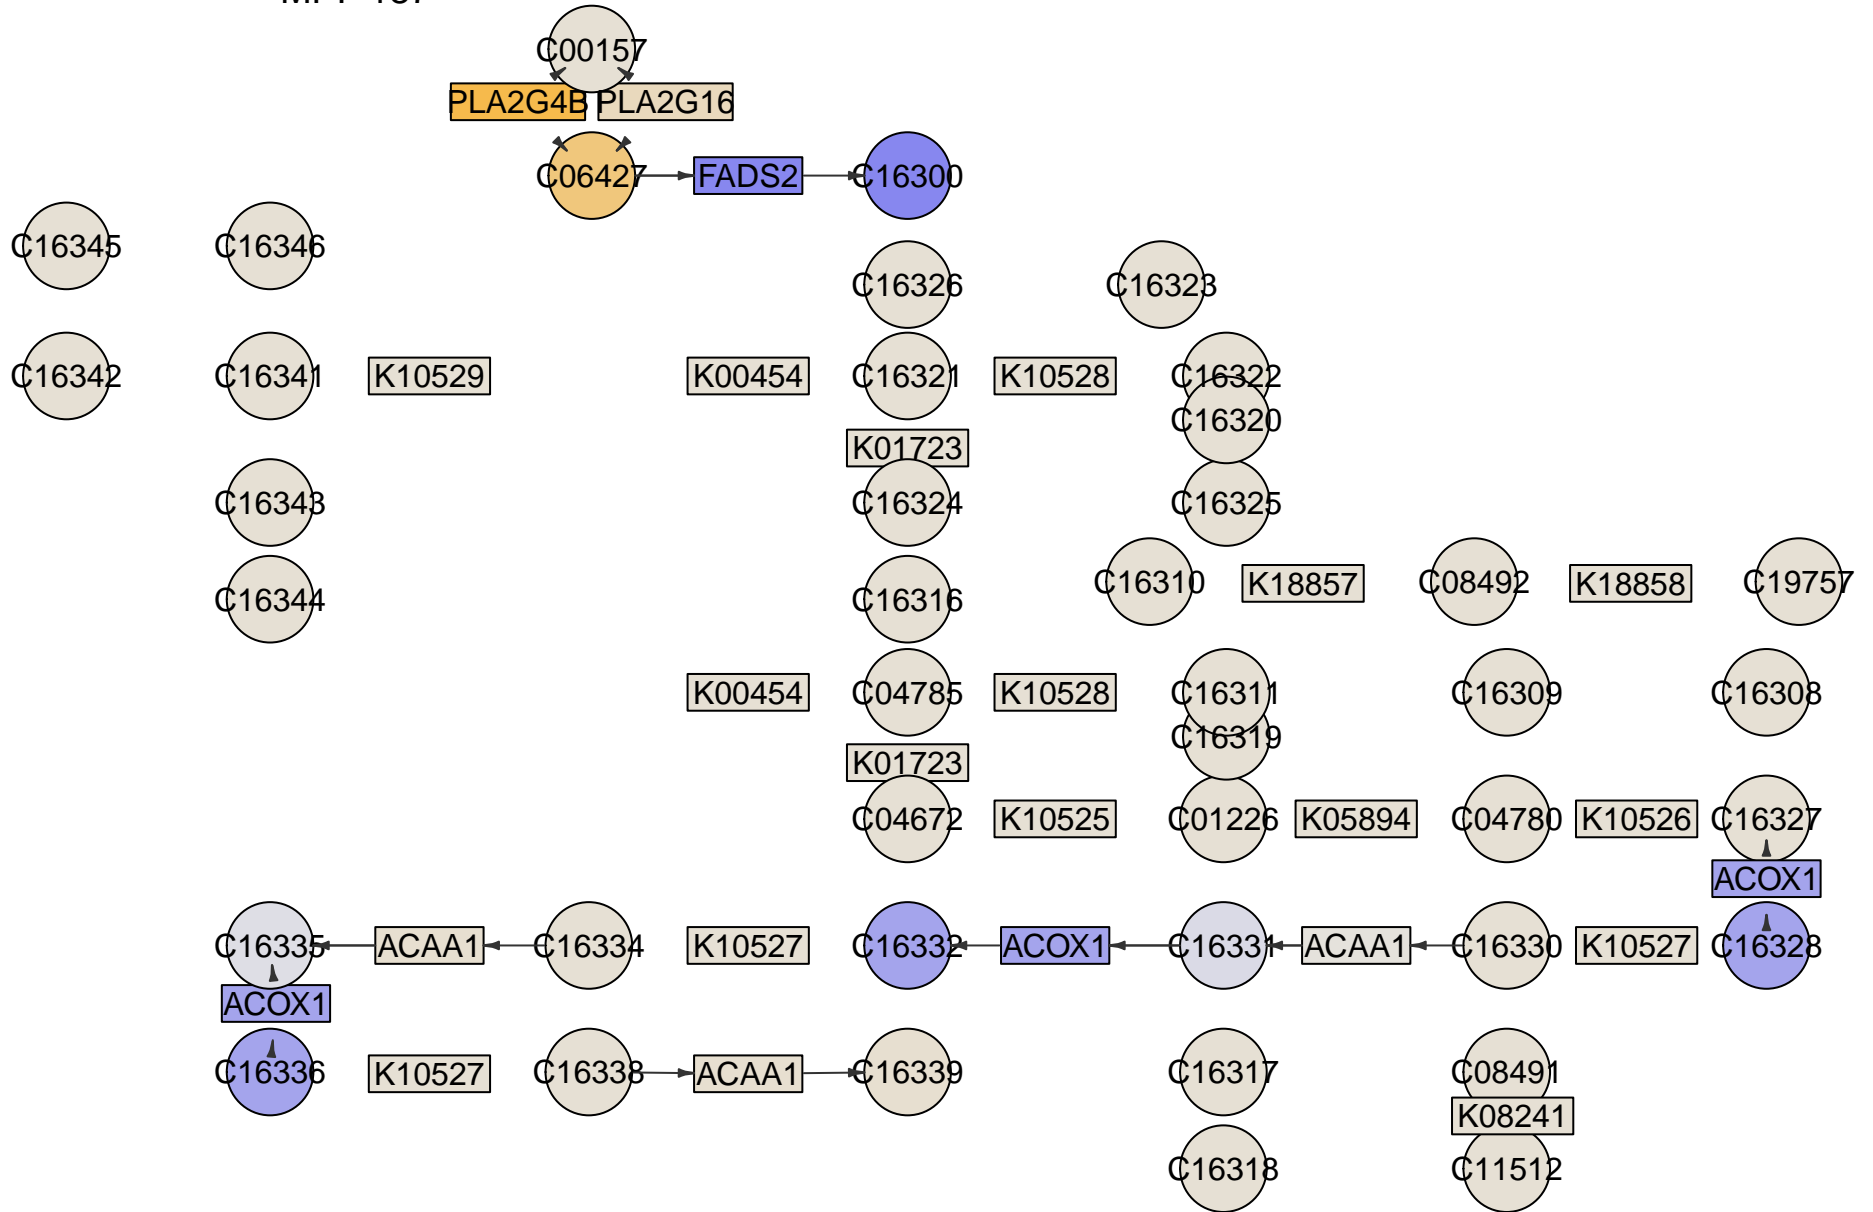 C00157
PLA2G4B PLA2G16
C06427 FADS2 C16300
C16345 C16346
C16326 C16323
C16342 C16341 K10529 K00454 C16321 K10528 C16322
C16320
K01723
C16343 C16324 C16325
C16310 K18857 C08492 K18858 C19757
C16344 C16316
K00454 C04785 K10528 C16311 C16309 C16308
C16319
K01723
C04672 K10525 C01226 K05894 C04780 K10526 C16327
ACOX1
C16335 ACAA1 C16334 K10527 C16332 ACOX1 C16331 ACAA1 C16330 K10527 C16328
ACOX1
C16336 K10527 C16338 ACAA1 C16339 C16317 C08491
K08241
C16318 C11512